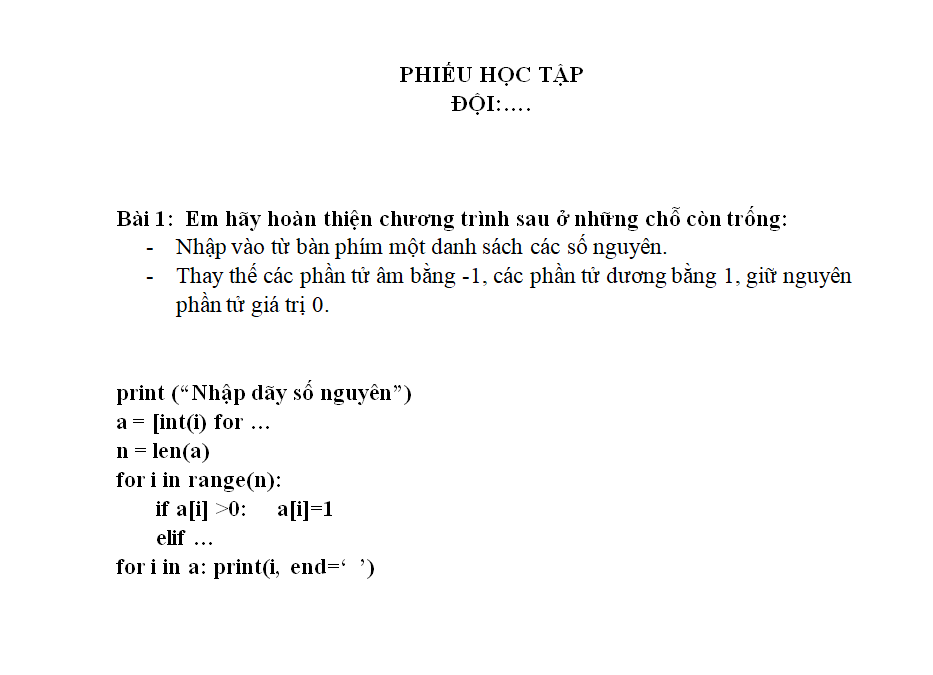 PHIẾU HỌC TẬP
ĐỘI:….
Bài 1: Em hãy hoàn thiện chương trình sau ở những chỗ còn trống:
- Nhập vào từ bàn phím một danh sách các số nguyên.
- Thay thế các phần tử âm bằng -1, các phần tử dương bằng 1, giữ nguyên
phần tử giá trị 0.
print (“Nhập dãy số nguyên”)
a = [int(i) for …
n = len(a)
for i in range(n):
if a[i] >0: a[i]=1
elif …
for i in a: print(i, end=‘ ’)